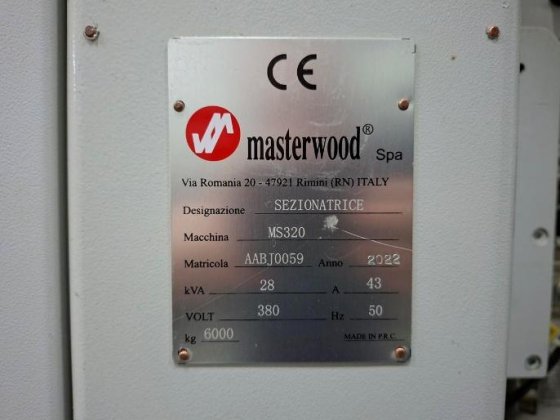 CE
masterwood® Spa
Via Romania 20 - 47921 Rimini (RN) ITALY
Designazione SEZIONATRICE
Macchina MS320
Matricola AABJ0059 Anno 2022
kVA 28 A 43
VOLT 380 Hz 50
kg 6000 MADE IN P.R.C.